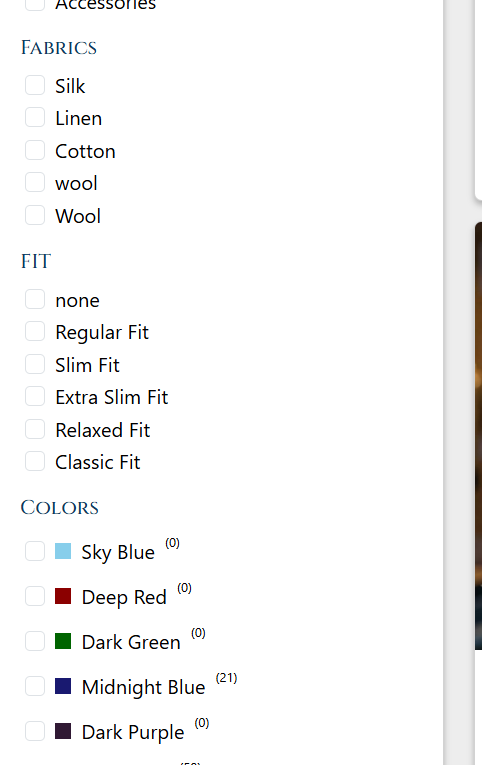 Accessories
Fabrics
Silk
Linen
Cotton
wool
Wool
FIT
none
Regular Fit
Slim Fit
Extra Slim Fit
Relaxed Fit
Classic Fit
Colors
Sky Blue (0)
Deep Red (0)
Dark Green (0)
Midnight Blue (21)
Dark Purple (0)